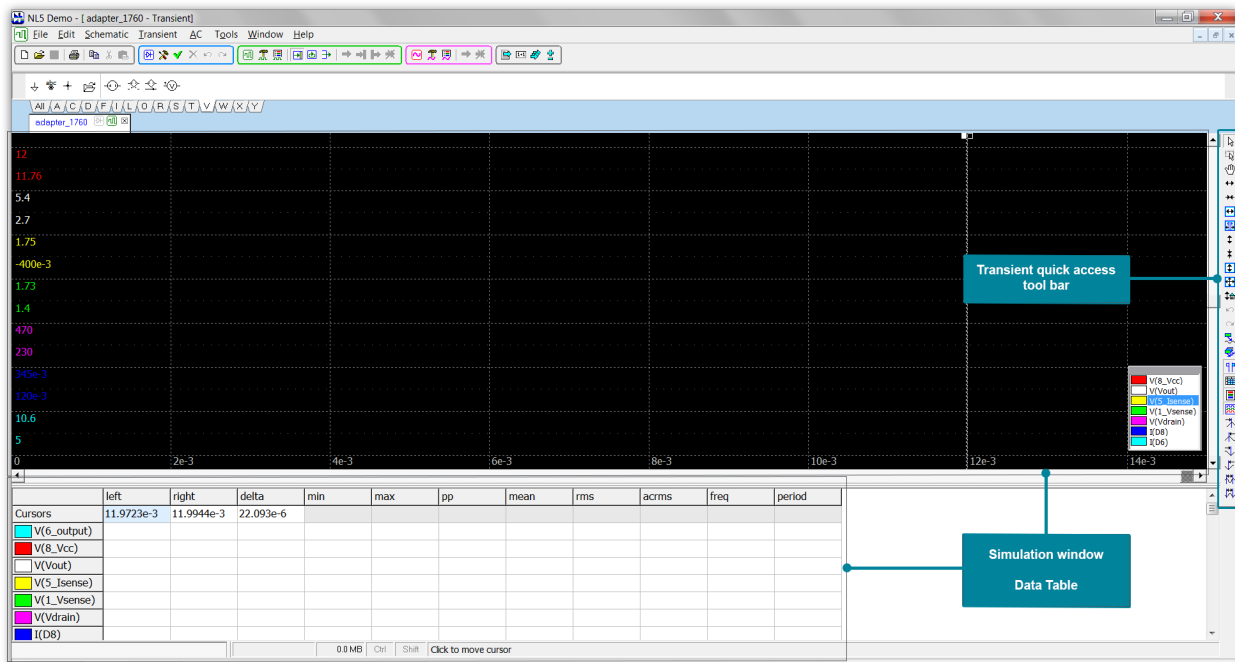 NL5 Demo - [ adapter_1760 - Transient]
File Edit Schematic Transient AC Tools Window Help
All A C D F I L O R S T V W X Y
adapter_1760
12
11.76
5.4
2.7
1.75
-400e-3
1.73
1.4
470
230
345e-3
120e-3
10.6
5
0 2e-3 4e-3 6e-3 8e-3 10e-3 12e-3 14e-3
Transient quick access
tool bar
V(8_Vcc)
V(Vout)
V(5_Isense)
V(1_Vsense)
V(Vdrain)
I(D8)
I(D6)
left right delta min max pp mean rms acrms freq period
Cursors 11.9723e-3 11.9944e-3 22.093e-6
V(6_output)
V(8_Vcc)
V(Vout)
V(5_Isense)
V(1_Vsense)
V(Vdrain)
I(D8)
Simulation window
Data Table
0.0 MB Ctrl Shift Click to move cursor